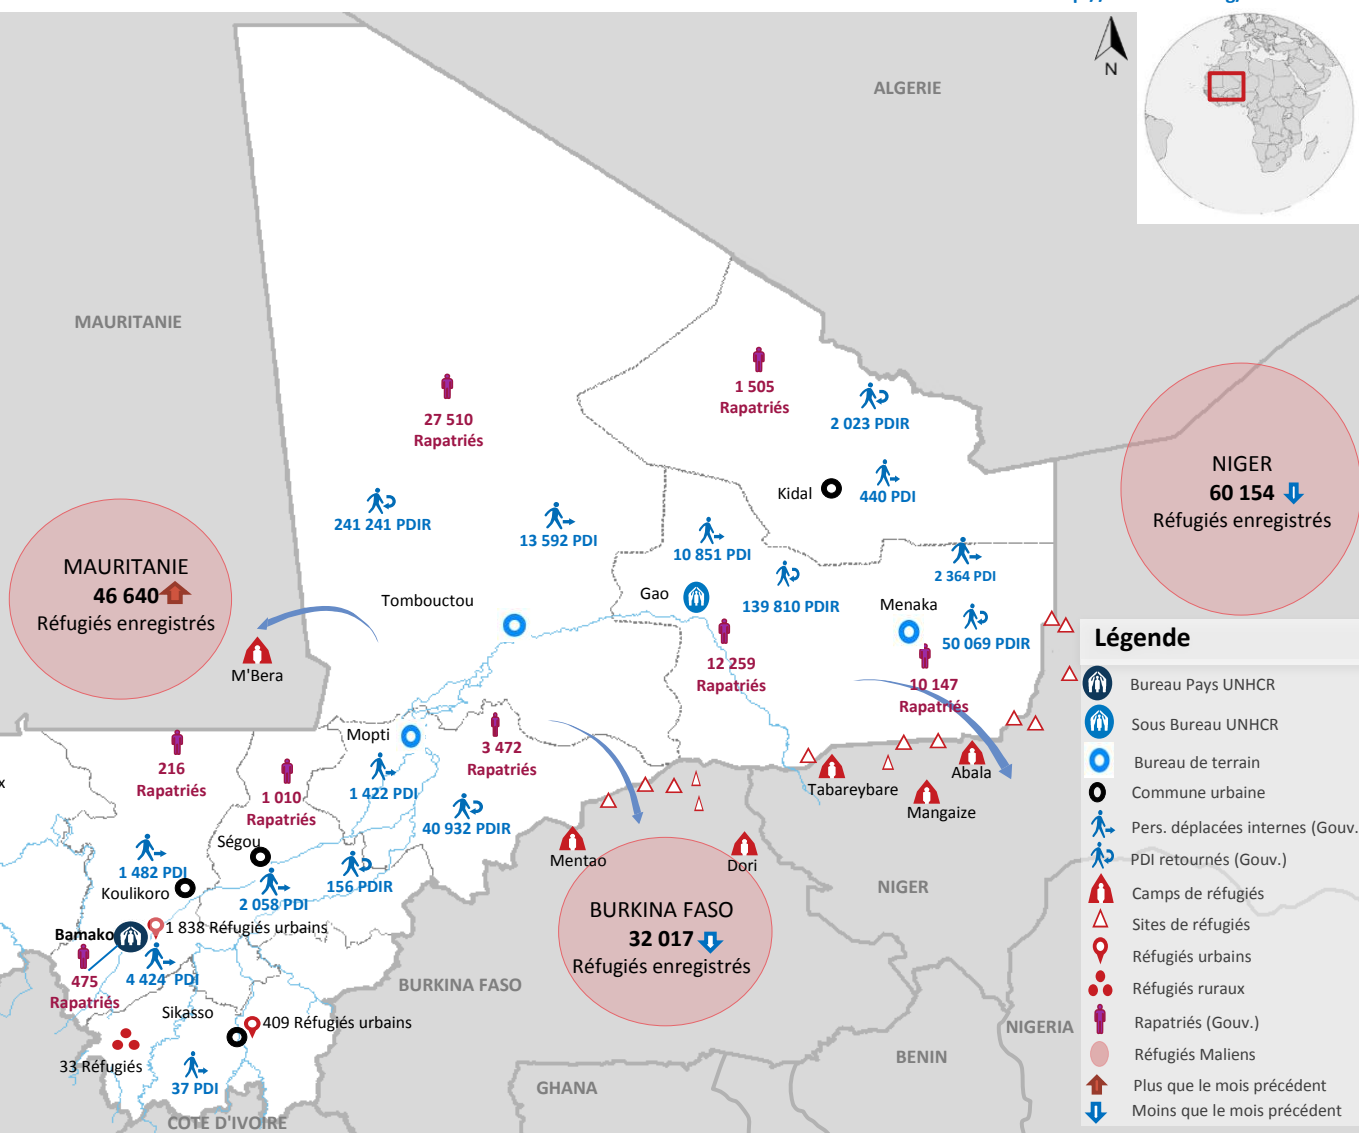 ALGERIE
N
MAURITANIE
1 505
Rapatriés
2 023 PDIR
27 510
Rapatriés
Kidal
440 PDI
NIGER
60 154
Réfugiés enregistrés
241 241 PDIR
13 592 PDI
10 851 PDI
2 364 PDI
MAURITANIE
46 640
Réfugiés enregistrés
Tombouctou
Gao
139 810 PDIR
Menaka
50 069 PDIR
M'Bera
12 259
Rapatriés
10 147
Rapatriés
Légende
Bureau Pays UNHCR
Sous Bureau UNHCR
Bureau de terrain
Commune urbaine
Pers. déplacées internes (Gouv.
PDI retournés (Gouv.)
Camps de réfugiés
Sites de réfugiés
Réfugiés urbains
Réfugiés ruraux
Rapatriés (Gouv.)
Réfugiés Maliens
Plus que le mois précédent
Moins que le mois précédent
Mopti
3 472
Rapatriés
216
Rapatriés
1 010
Rapatriés
1 422 PDI
40 932 PDIR
Tabareybare
Abala
Mangaize
Ségou
1 482 PDI
Koulikoro
2 058 PDI
156 PDIR
Mentao
Dori
NIGER
Bamako
1 838 Réfugiés urbains
475
Rapatriés
4 424 PDI
BURKINA FASO
32 017
Réfugiés enregistrés
BURKINA FASO
Sikasso
409 Réfugiés urbains
33 Réfugiés
37 PDI
NIGERIA
BENIN
GHANA
COTE D'IVOIRE